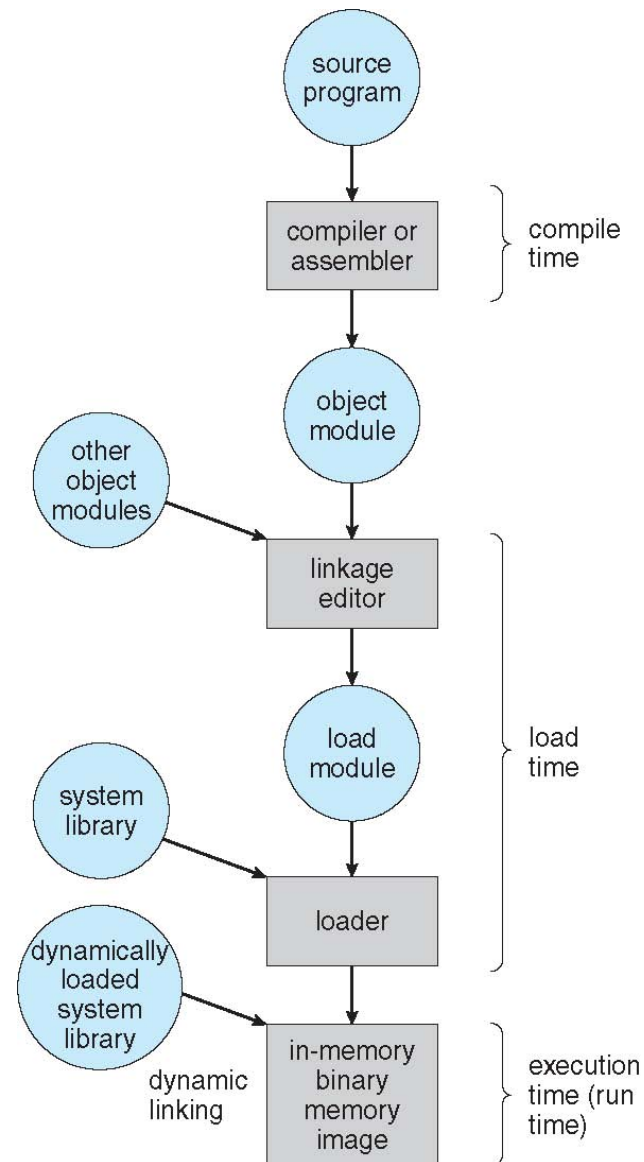 source
program
compiler or
assembler
compile
time
object
module
other
object
modules
linkage
editor
load
module
load
time
system
library
loader
dynamically
loaded
system
library
dynamic
linking
in-memory
binary
memory
image
execution
time (run
time)